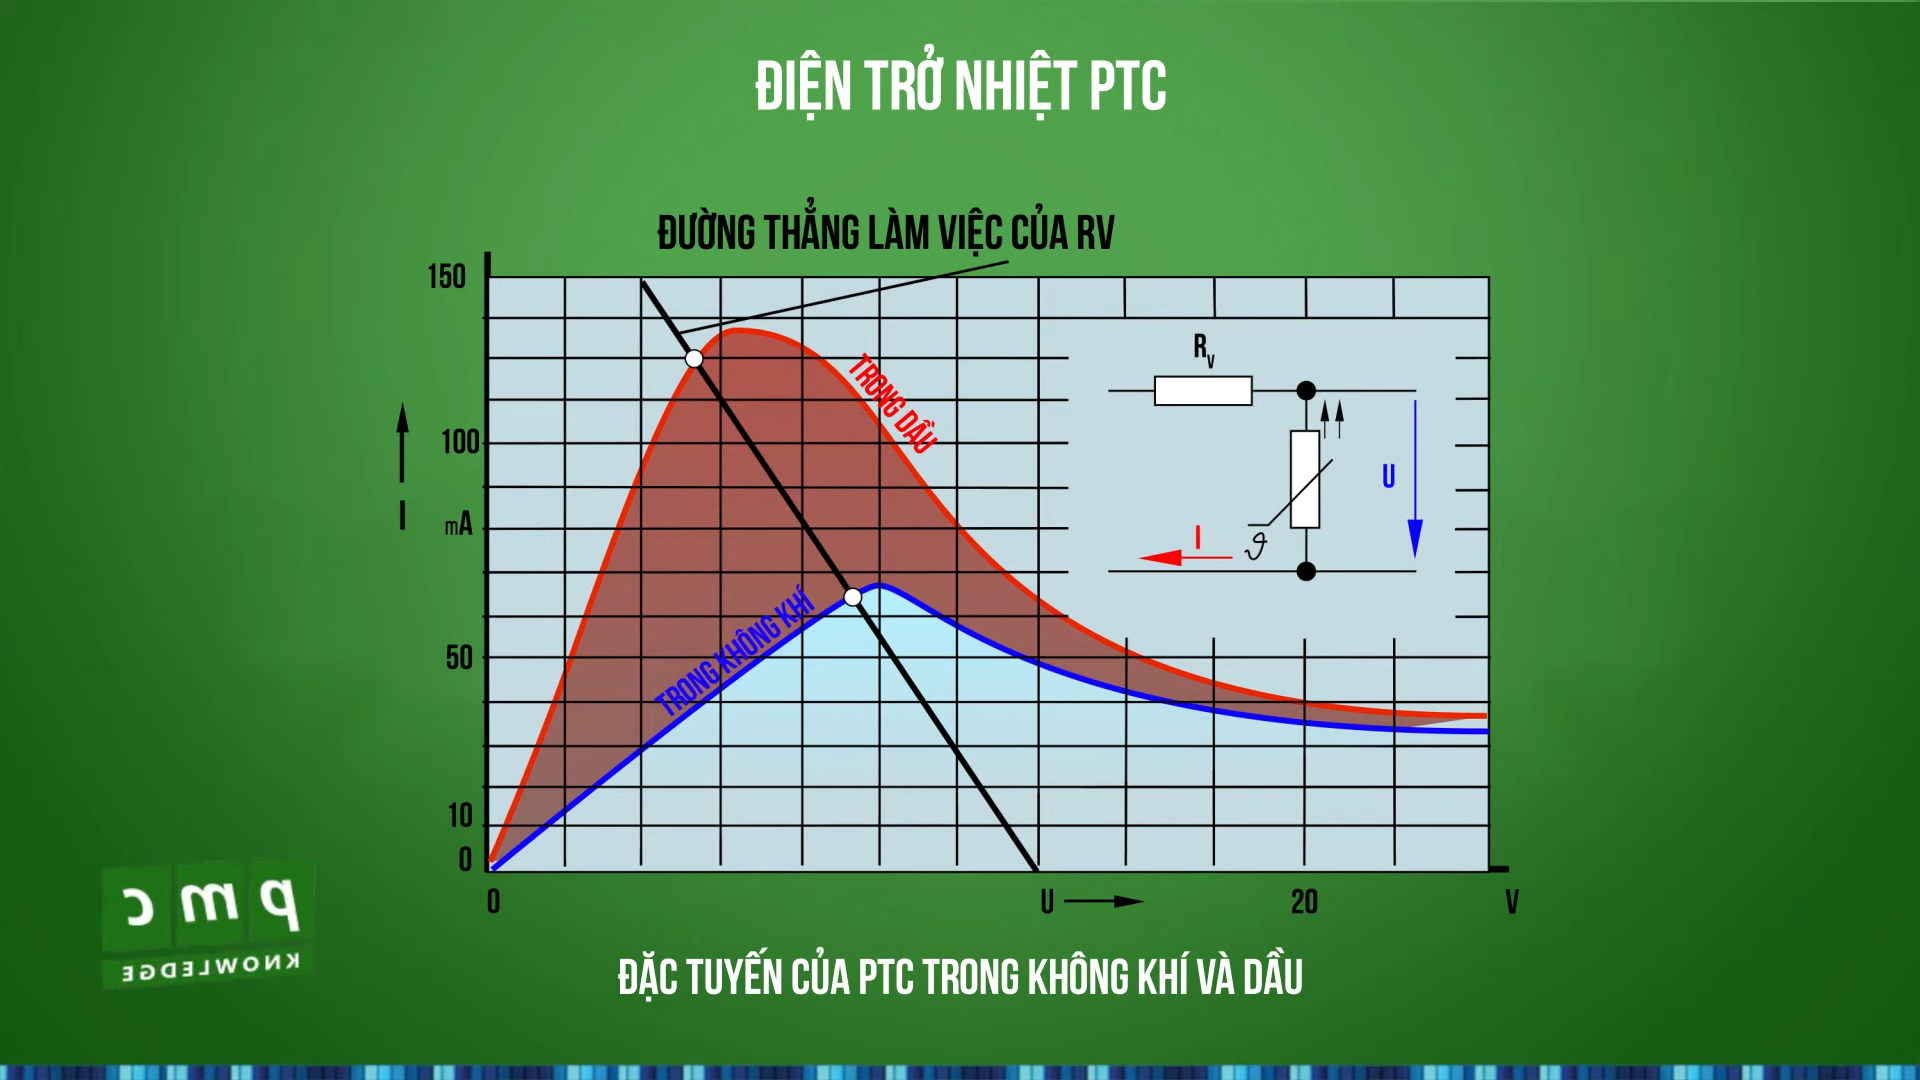 ĐIỆN TRỞ NHIỆT PTC
ĐƯỜNG THẲNG LÀM VIỆC CỦA RV
150
100
mA
I
50
10
0
0
U
20
V
TRONG DẦU
TRONG KHÔNG KHÍ
Rv
U
I
ϑ
pmc
KNOWLEDGE
ĐẶC TUYẾN CỦA PTC TRONG KHÔNG KHÍ VÀ DẦU